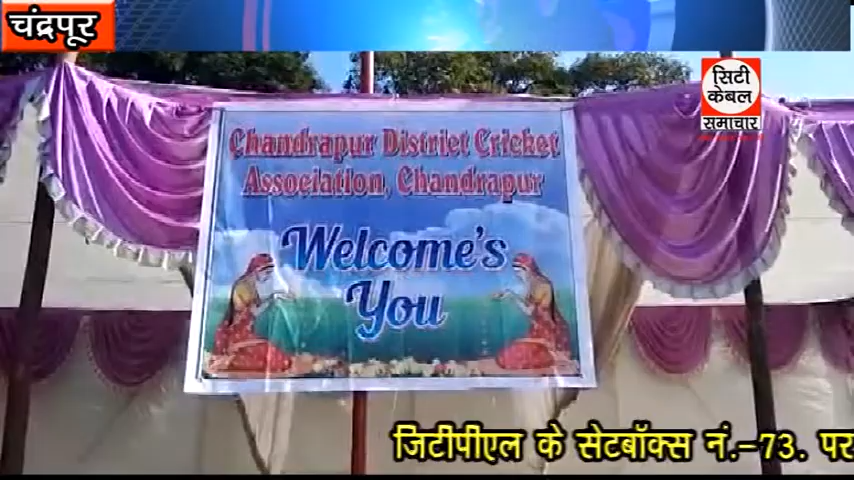 चंद्रपूर
सिटी
केबल
समाचार
Chandrapur District Cricket
Association, Chandrapur
Welcome's
You
जिटीपीएल के सेटबॉक्स नं.–73. पर